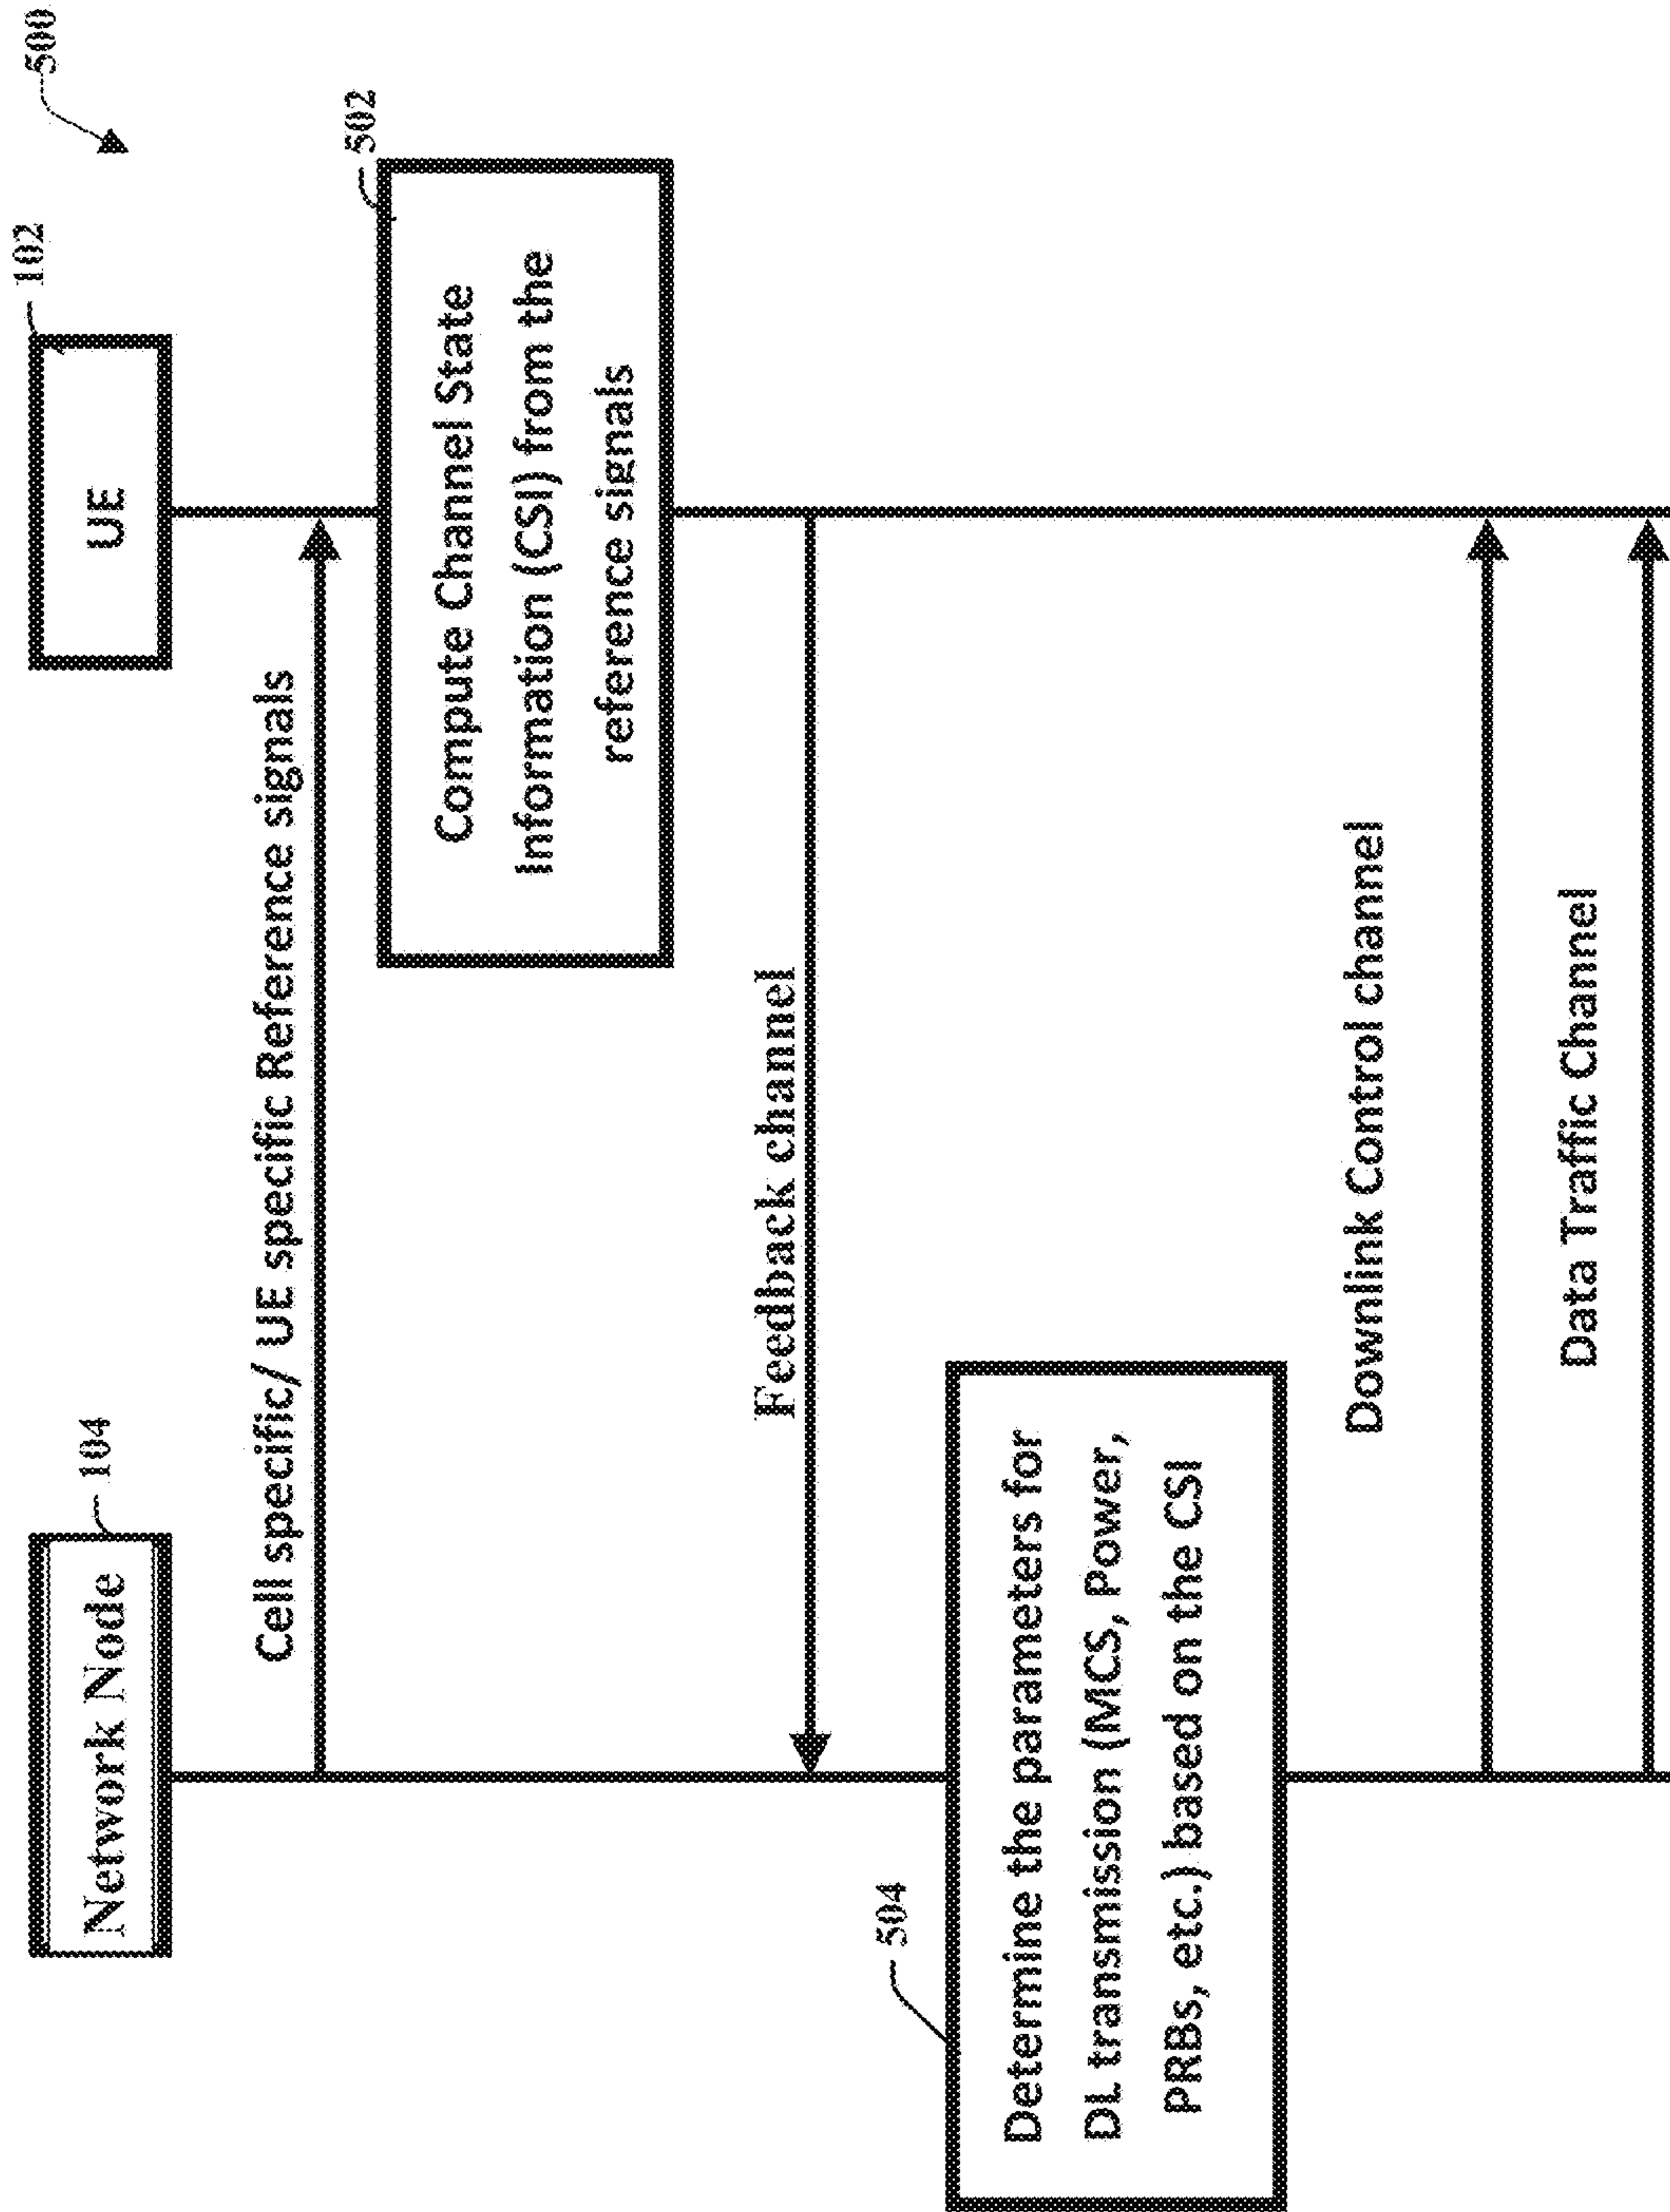 500
Network Node
104
UE
102
Cell specific/ UE specific Reference signals
502
Compute Channel State
Information (CSI) from the
reference signals
Feedback channel
504
Determine the parameters for
DL transmission (MCS, Power,
PRBs, etc.) based on the CSI
Downlink Control channel
Data Traffic Channel